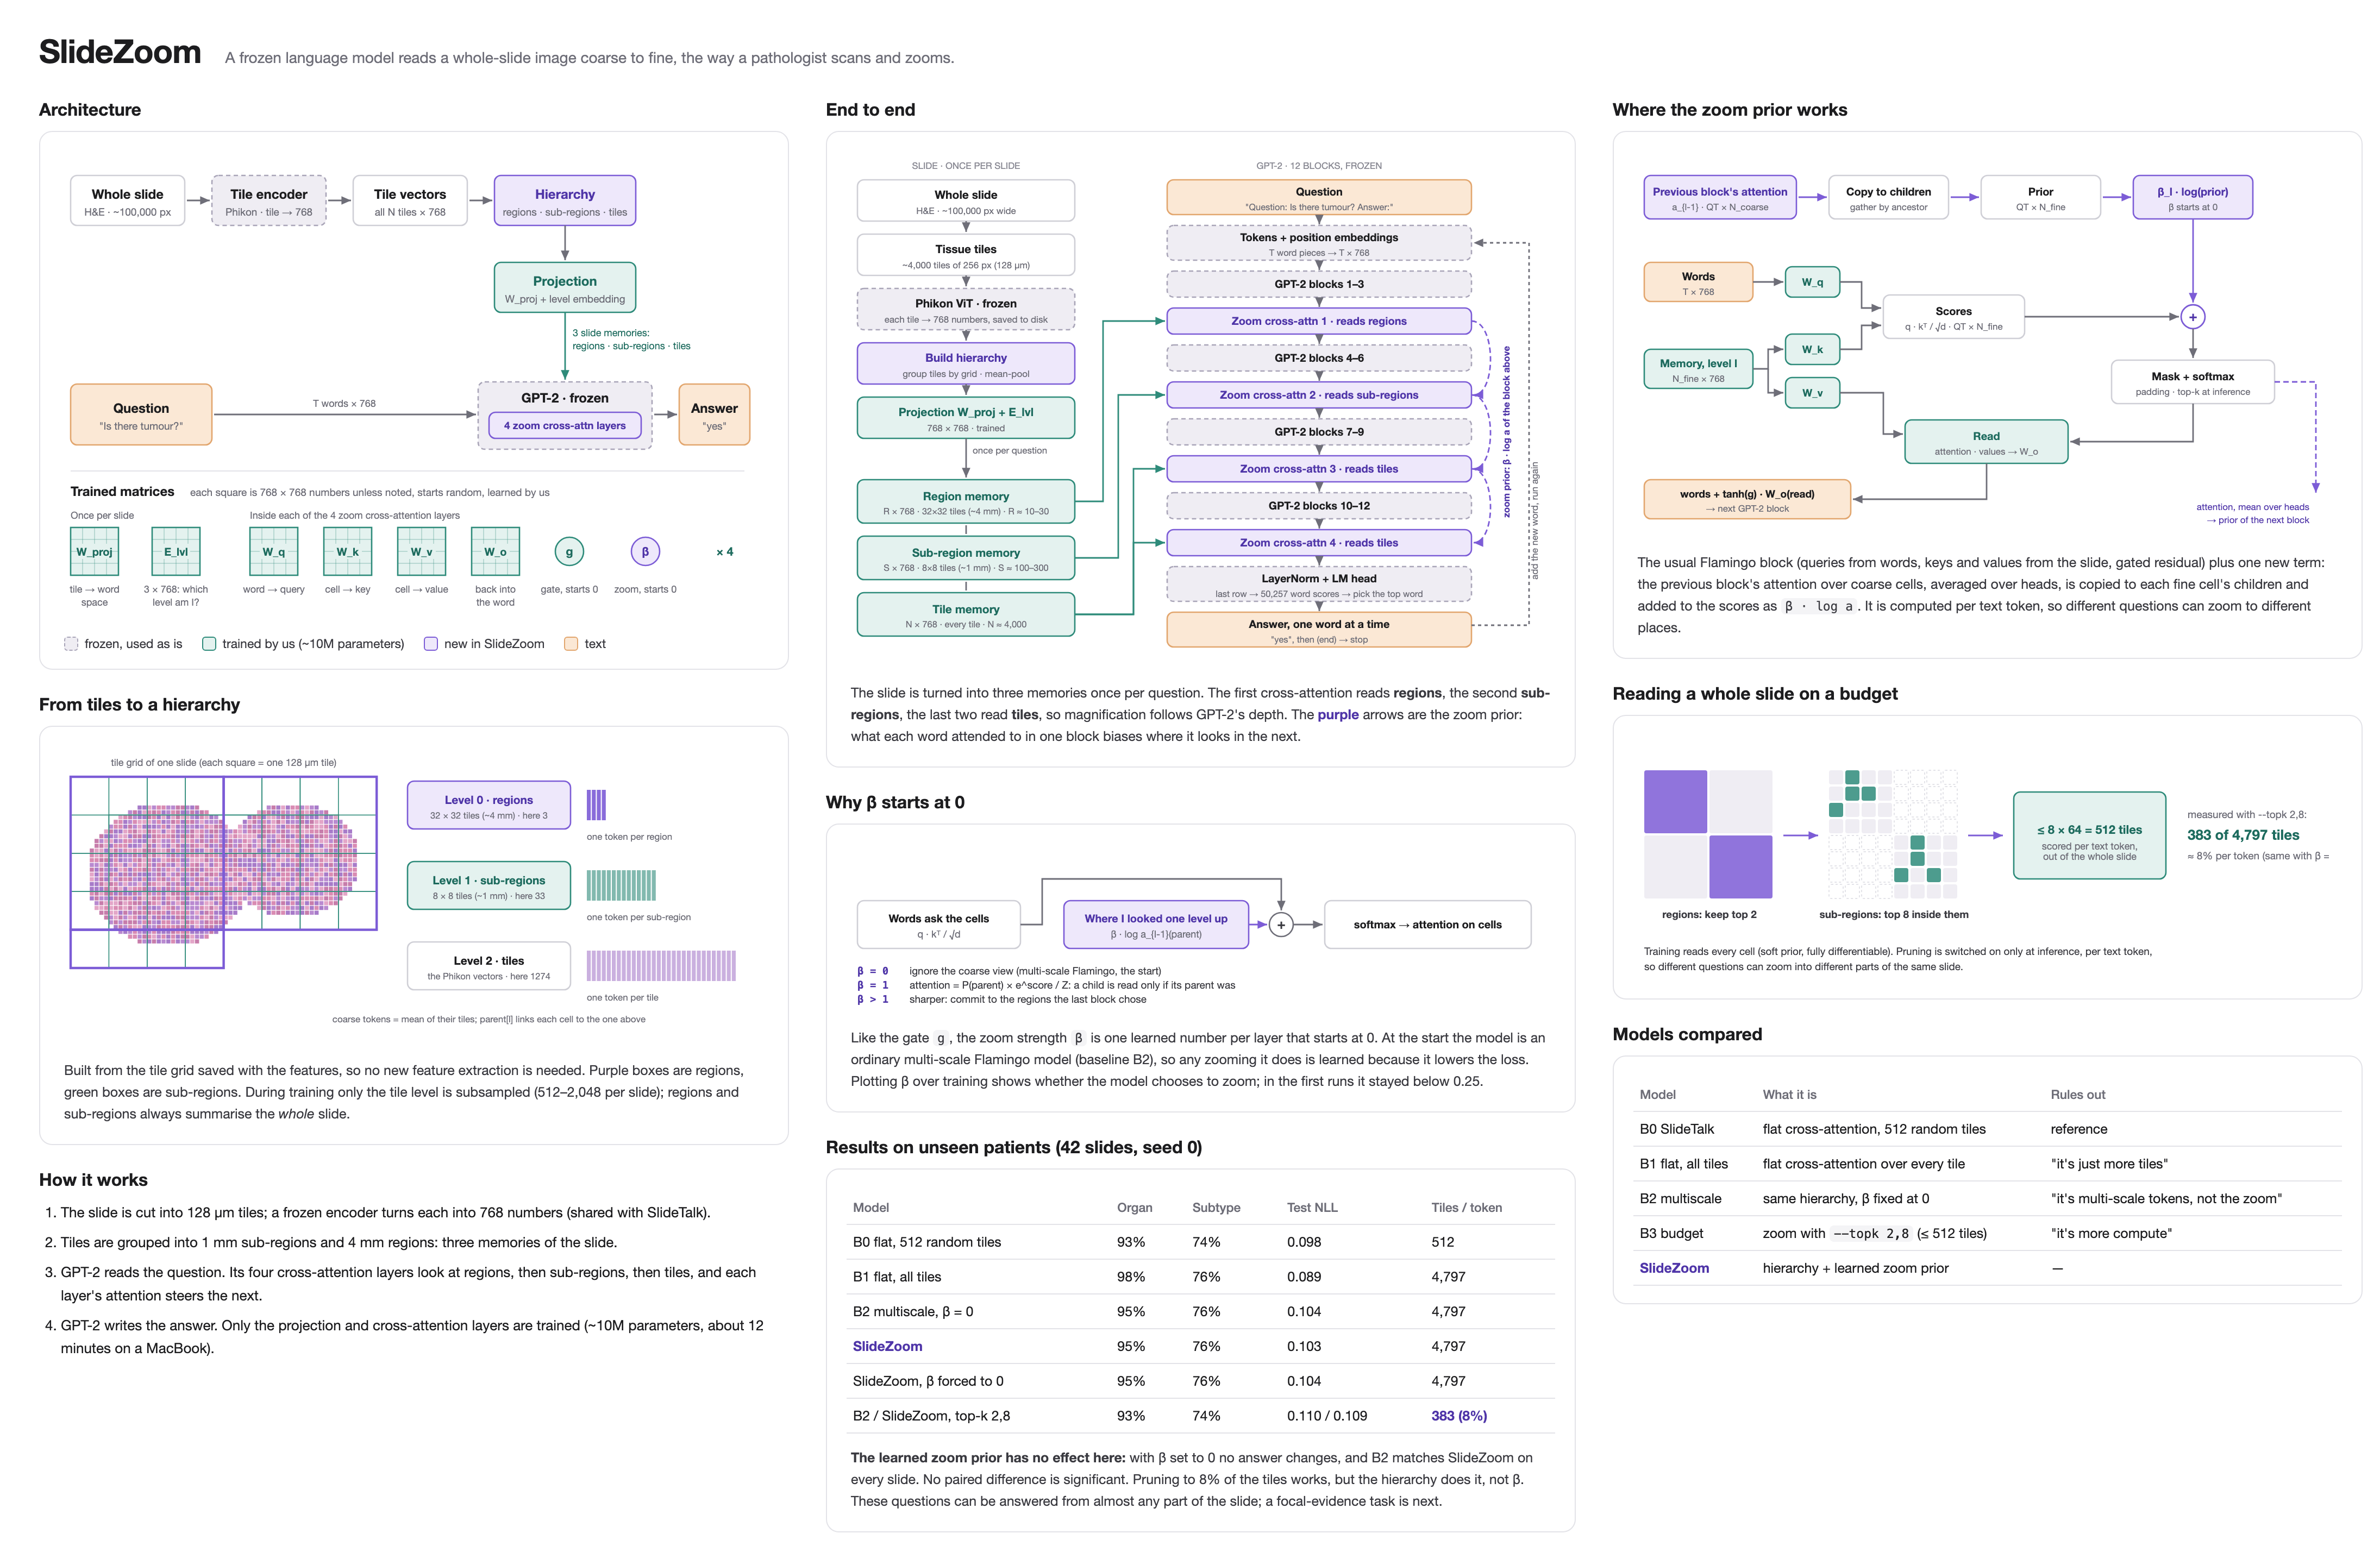 SlideZoom
A frozen language model reads a whole-slide image coarse to fine, the way a pathologist scans and zooms.
Architecture
Whole slide
H&E · ~100,000 px
Tile encoder
Phikon · tile → 768
Tile vectors
all N tiles × 768
Hierarchy
regions · sub-regions · tiles
Projection
W_proj + level embedding
3 slide memories:
regions · sub-regions · tiles
Question
"Is there tumour?"
T words × 768
GPT-2 · frozen
4 zoom cross-attn layers
Answer
"yes"
Trained matrices
each square is 768 × 768 numbers unless noted, starts random, learned by us
Once per slide
Inside each of the 4 zoom cross-attention layers
W_proj
E_lvl
W_q
W_k
W_v
W_o
g
β
× 4
tile → word
space
3 × 768: which
level am I?
word → query
cell → key
cell → value
back into
the word
gate, starts 0
zoom, starts 0
frozen, used as is
trained by us (~10M parameters)
new in SlideZoom
text
From tiles to a hierarchy
tile grid of one slide (each square = one 128 µm tile)
Level 0 · regions
32 × 32 tiles (~4 mm) · here 3
one token per region
Level 1 · sub-regions
8 × 8 tiles (~1 mm) · here 33
one token per sub-region
Level 2 · tiles
the Phikon vectors · here 1274
one token per tile
coarse tokens = mean of their tiles; parent[l] links each cell to the one above
Built from the tile grid saved with the features, so no new feature extraction is needed. Purple boxes are regions,
green boxes are sub-regions. During training only the tile level is subsampled (512–2,048 per slide); regions and
sub-regions always summarise the whole slide.
How it works
1. The slide is cut into 128 µm tiles; a frozen encoder turns each into 768 numbers (shared with SlideTalk).
2. Tiles are grouped into 1 mm sub-regions and 4 mm regions: three memories of the slide.
3. GPT-2 reads the question. Its four cross-attention layers look at regions, then sub-regions, then tiles, and each
layer's attention steers the next.
4. GPT-2 writes the answer. Only the projection and cross-attention layers are trained (~10M parameters, about 12
minutes on a MacBook).
End to end
SLIDE · ONCE PER SLIDE
Whole slide
H&E · ~100,000 px wide
Tissue tiles
~4,000 tiles of 256 px (128 µm)
Phikon ViT · frozen
each tile → 768 numbers, saved to disk
Build hierarchy
group tiles by grid · mean-pool
Projection W_proj + E_lvl
768 × 768 · trained
once per question
Region memory
R × 768 · 32×32 tiles (~4 mm) · R ≈ 10–30
Sub-region memory
S × 768 · 8×8 tiles (~1 mm) · S ≈ 100–300
Tile memory
N × 768 · every tile · N ≈ 4,000
GPT-2 · 12 BLOCKS, FROZEN
Question
"Question: Is there tumour? Answer:"
Tokens + position embeddings
T word pieces → T × 768
GPT-2 blocks 1–3
Zoom cross-attn 1 · reads regions
GPT-2 blocks 4–6
Zoom cross-attn 2 · reads sub-regions
GPT-2 blocks 7–9
Zoom cross-attn 3 · reads tiles
GPT-2 blocks 10–12
Zoom cross-attn 4 · reads tiles
LayerNorm + LM head
last row → 50,257 word scores → pick the top word
Answer, one word at a time
"yes", then (end) → stop
zoom prior: β · log a of the block above
add the new word, run again
The slide is turned into three memories once per question. The first cross-attention reads regions, the second sub-
regions, the last two read tiles, so magnification follows GPT-2's depth. The purple arrows are the zoom prior:
what each word attended to in one block biases where it looks in the next.
Why β starts at 0
Words ask the cells
q · kᵀ / √d
Where I looked one level up
β · log a_{l-1}(parent)
+
softmax → attention on cells
β = 0 ignore the coarse view (multi-scale Flamingo, the start)
β = 1 attention = P(parent) × e^score / Z: a child is read only if its parent was
β > 1 sharper: commit to the regions the last block chose
Like the gate g , the zoom strength β is one learned number per layer that starts at 0. At the start the model is an
ordinary multi-scale Flamingo model (baseline B2), so any zooming it does is learned because it lowers the loss.
Plotting β over training shows whether the model chooses to zoom; in the first runs it stayed below 0.25.
Results on unseen patients (42 slides, seed 0)
Model Organ Subtype Test NLL Tiles / token
B0 flat, 512 random tiles 93% 74% 0.098 512
B1 flat, all tiles 98% 76% 0.089 4,797
B2 multiscale, β = 0 95% 76% 0.104 4,797
SlideZoom 95% 76% 0.103 4,797
SlideZoom, β forced to 0 95% 76% 0.104 4,797
B2 / SlideZoom, top-k 2,8 93% 74% 0.110 / 0.109 383 (8%)
The learned zoom prior has no effect here: with β set to 0 no answer changes, and B2 matches SlideZoom on
every slide. No paired difference is significant. Pruning to 8% of the tiles works, but the hierarchy does it, not β.
These questions can be answered from almost any part of the slide; a focal-evidence task is next.
Where the zoom prior works
Previous block's attention
a_{l-1} · QT × N_coarse
Copy to children
gather by ancestor
Prior
QT × N_fine
β_l · log(prior)
β starts at 0
Words
T × 768
W_q
Memory, level l
N_fine × 768
W_k
W_v
Scores
q · kᵀ / √d · QT × N_fine
+
Mask + softmax
padding · top-k at inference
Read
attention · values → W_o
words + tanh(g) · W_o(read)
→ next GPT-2 block
attention, mean over heads
→ prior of the next block
The usual Flamingo block (queries from words, keys and values from the slide, gated residual) plus one new term:
the previous block's attention over coarse cells, averaged over heads, is copied to each fine cell's children and
added to the scores as β · log a . It is computed per text token, so different questions can zoom to different
places.
Reading a whole slide on a budget
regions: keep top 2
sub-regions: top 8 inside them
≤ 8 × 64 = 512 tiles
scored per text token,
out of the whole slide
measured with --topk 2,8:
383 of 4,797 tiles
≈ 8% per token (same with β =
Training reads every cell (soft prior, fully differentiable). Pruning is switched on only at inference, per text token,
so different questions can zoom into different parts of the same slide.
Models compared
Model What it is Rules out
B0 SlideTalk flat cross-attention, 512 random tiles reference
B1 flat, all tiles flat cross-attention over every tile "it's just more tiles"
B2 multiscale same hierarchy, β fixed at 0 "it's multi-scale tokens, not the zoom"
B3 budget zoom with --topk 2,8 (≤ 512 tiles) "it's more compute"
SlideZoom hierarchy + learned zoom prior —